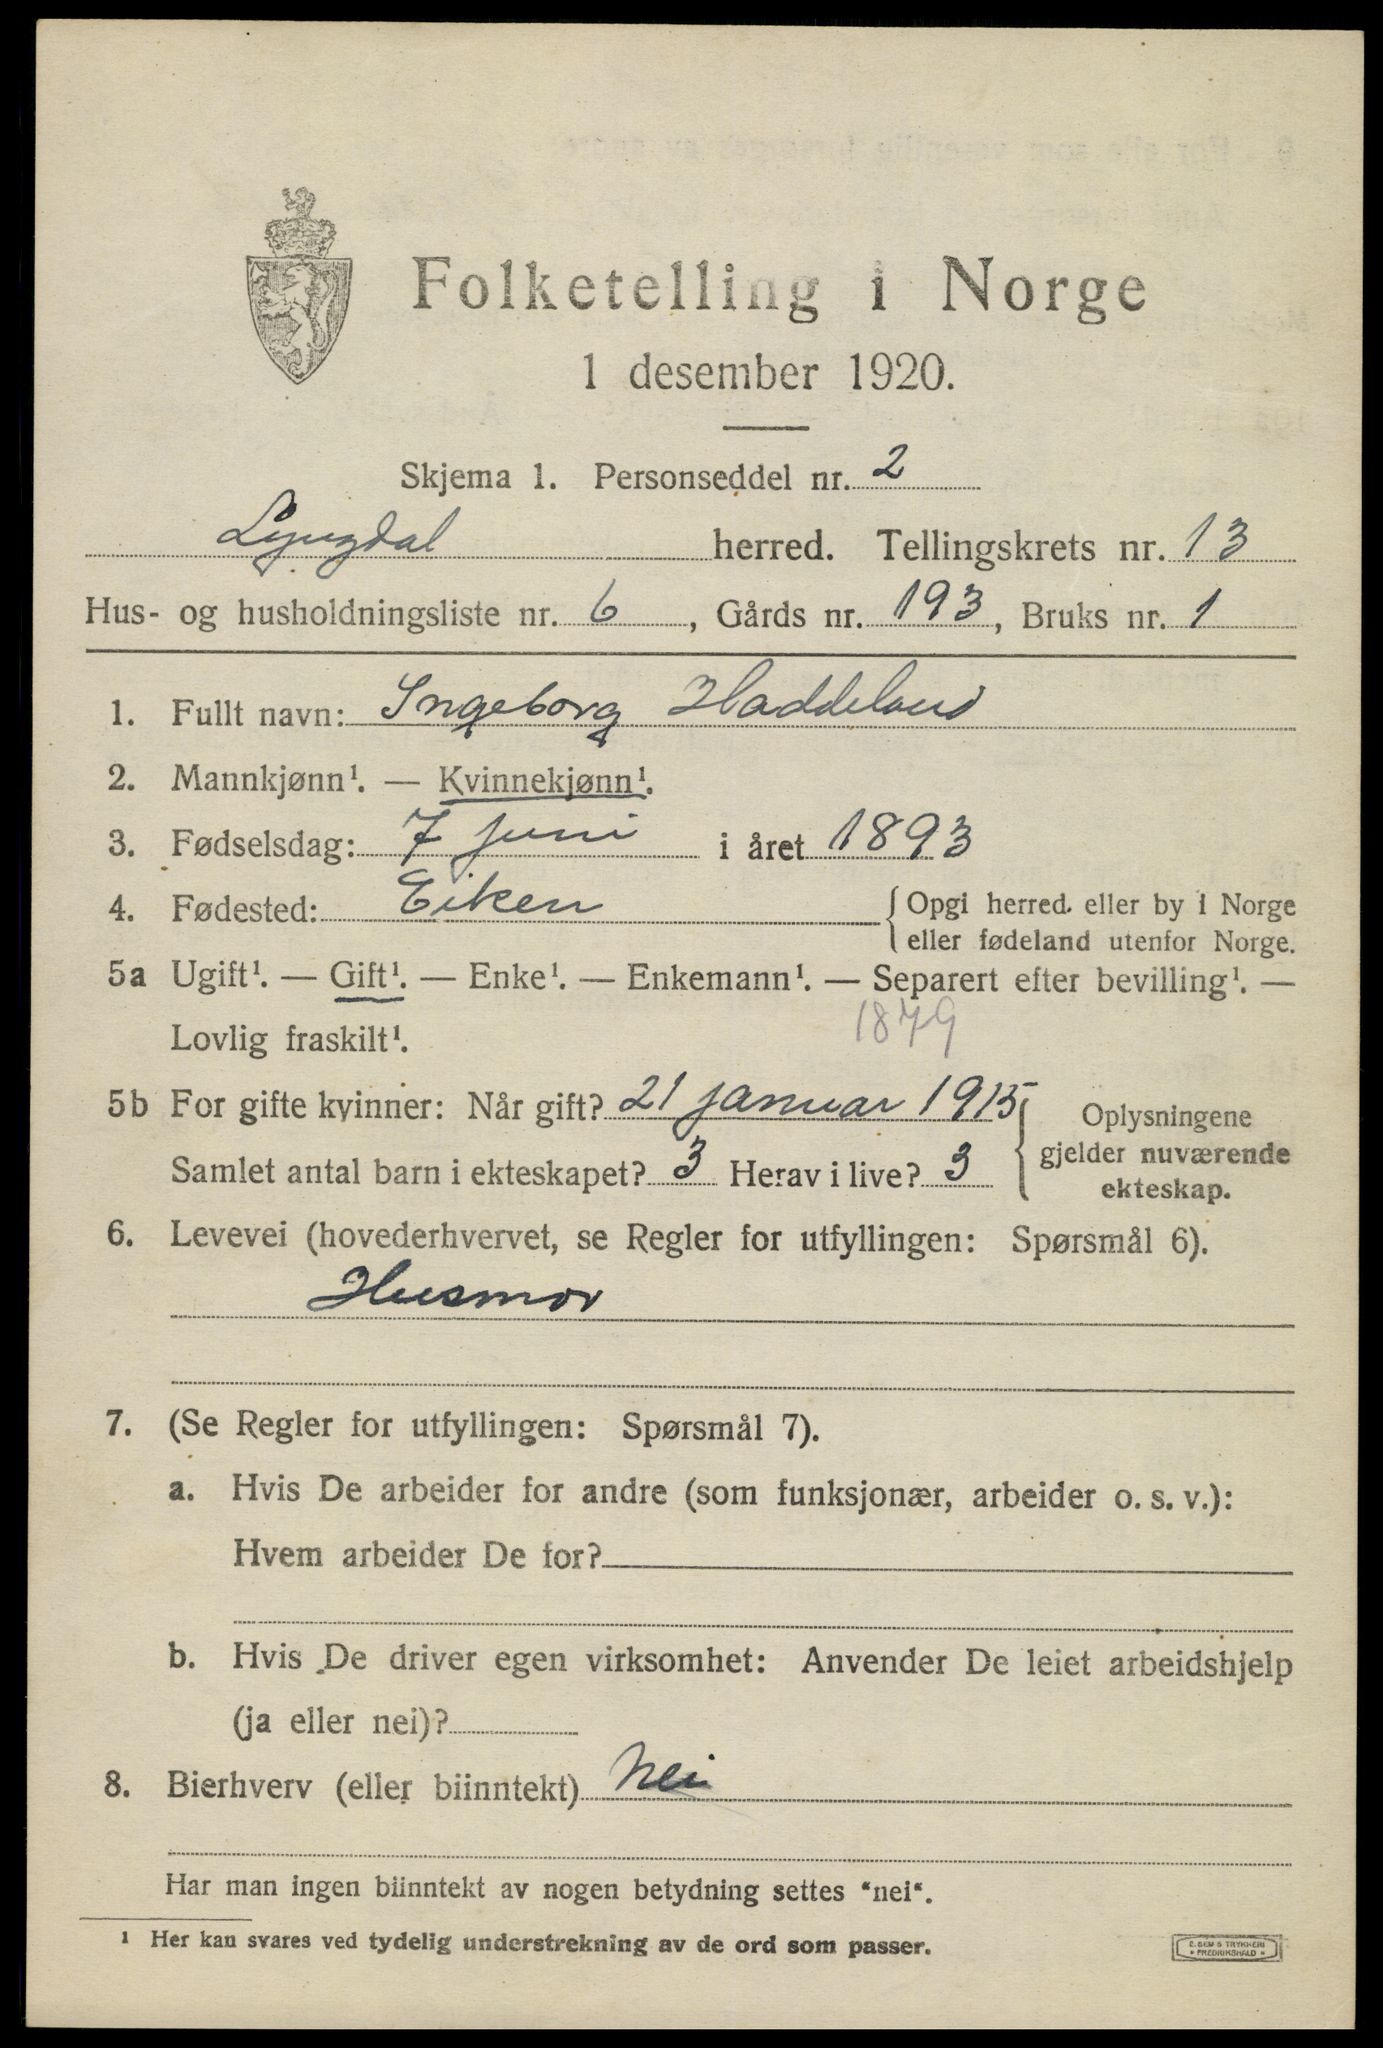 Folketelling i Norge
1 desember 1920.
Skjema 1. Personseddel nr. 2
Lyngdal herred. Tellingskrets nr. 13
Hus- og husholdningsliste nr. 6, Gårds nr. 193, Bruks nr. 1
1. Fullt navn: Ingeborg Haddeland
2. Mannkjønn¹. — Kvinnekjønn¹.
3. Fødselsdag: 7 juni i året 1893
4. Fødested: Eiken { Opgi herred eller by i Norge
eller fødeland utenfor Norge.
5a Ugift¹. — Gift¹. — Enke¹. — Enkemann¹. — Separert efter bevilling¹. —
Lovlig fraskilt¹. 1879
5b For gifte kvinner: Når gift? 21 januar 1915 { Oplysningene
gjelder nuværende
ekteskap.
Samlet antal barn i ekteskapet? 3 Herav i live? 3
6. Levevei (hovederhvervet, se Regler for utfyllingen: Spørsmål 6).
Husmor
7. (Se Regler for utfyllingen: Spørsmål 7).
a. Hvis De arbeider for andre (som funksjonær, arbeider o. s. v.):
Hvem arbeider De for?
b. Hvis De driver egen virksomhet: Anvender De leiet arbeidshjelp
(ja eller nei)?
8. Bierhverv (eller biinntekt) Nei
Har man ingen biinntekt av nogen betydning settes "nei".
¹ Her kan svares ved tydelig understrekning av de ord som passer.
E. SEM'S TRYKKERI
• FREDRIKSHALD •